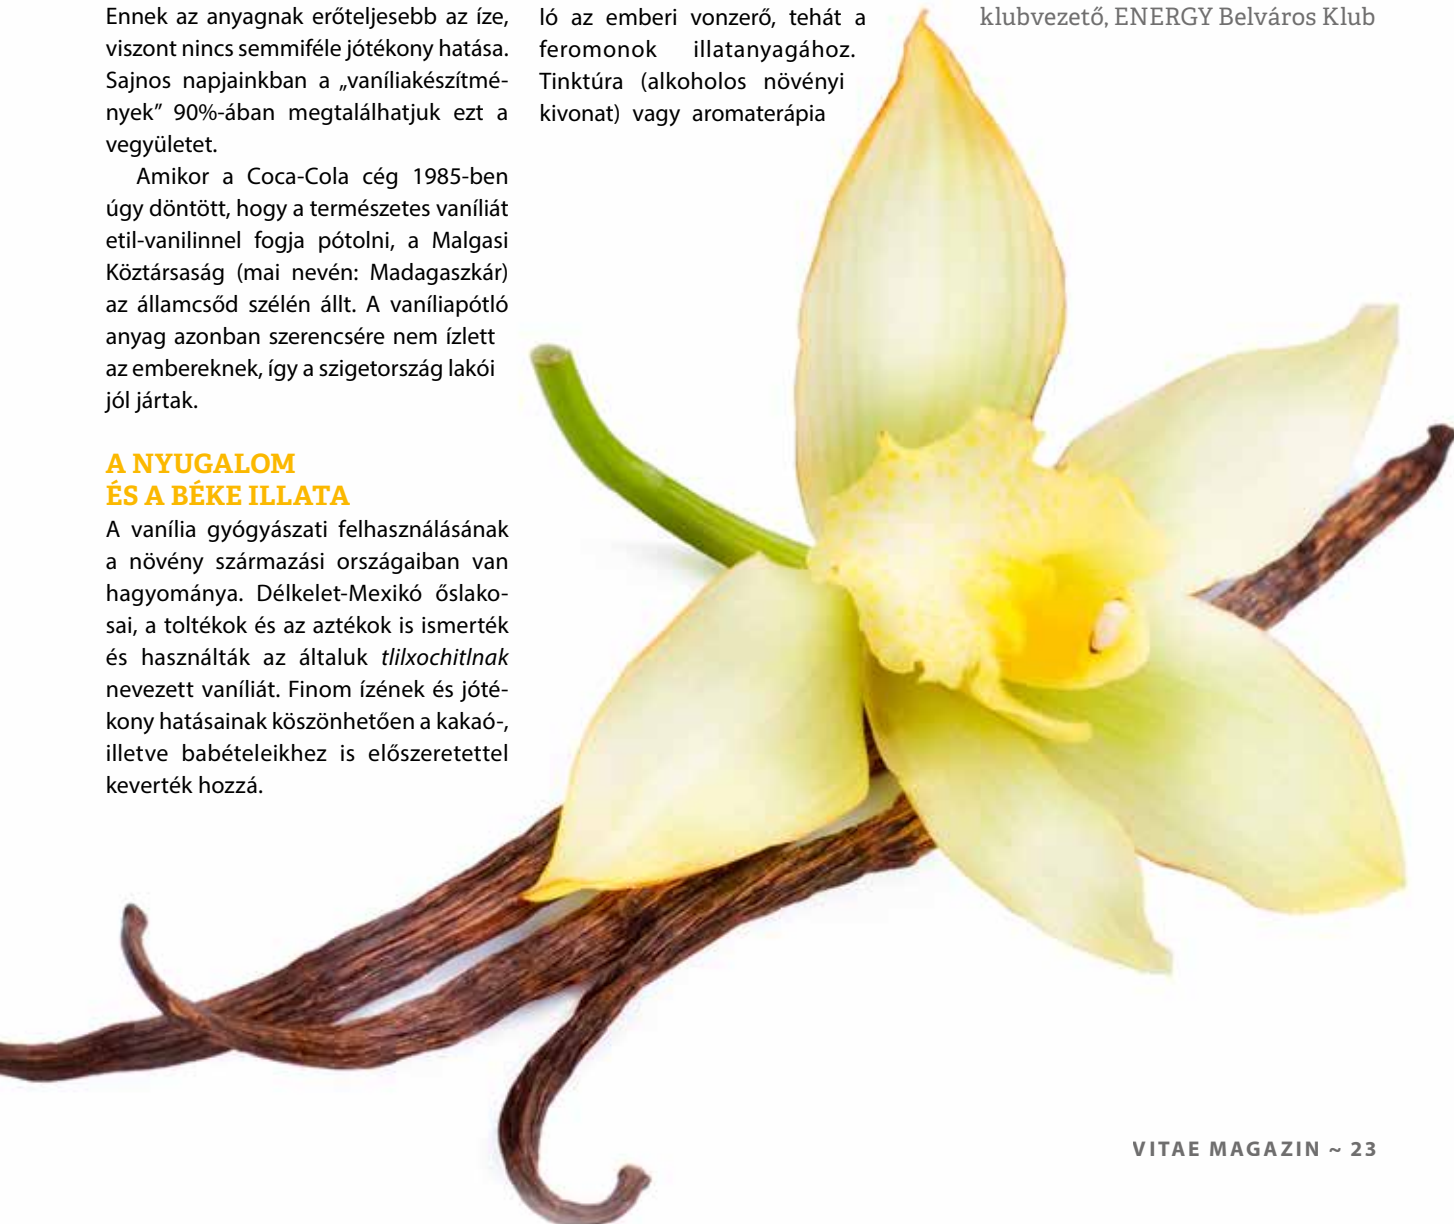 Ennek az anyagnak erőteljesebb az íze,
viszont nincs semmiféle jótékony hatása.
Sajnos napjainkban a „vaníliakészítmé-
nyek” 90%-ában megtalálhatjuk ezt a
vegyületet.
Amikor a Coca-Cola cég 1985-ben
úgy döntött, hogy a természetes vaníliát
etil-vanilinnel fogja pótolni, a Malgasi
Köztársaság (mai nevén: Madagaszkár)
az államcsőd szélén állt. A vaníliapótló
anyag azonban szerencsére nem ízlett
az embereknek, így a szigetország lakói
jól jártak.
A NYUGALOM
ÉS A BÉKE ILLATA
A vanília gyógyászati felhasználásának
a növény származási országaiban van
hagyománya. Délkelet-Mexikó őslako-
sai, a toltékok és az aztékok is ismerték
és használták az általuk tlilxochitlnak
nevezett vaníliát. Finom ízének és jóté-
kony hatásainak köszönhetően a kakaó-,
illetve babételeikhez is előszeretettel
keverték hozzá.
ló az emberi vonzerő, tehát a
feromonok illatanyagához.
Tinktúra (alkoholos növényi
kivonat) vagy aromaterápia
klubvezető, ENERGY Belváros Klub
VITAE MAGAZIN ~ 23